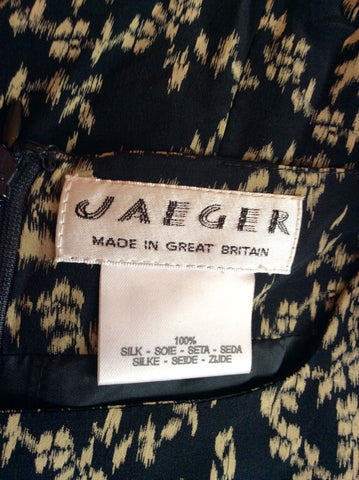 JAEGER
MADE IN GREAT BRITAIN
100%
SILK - SOIE - SETA - SEDA
SILKE - SEIDE - ZIJDE